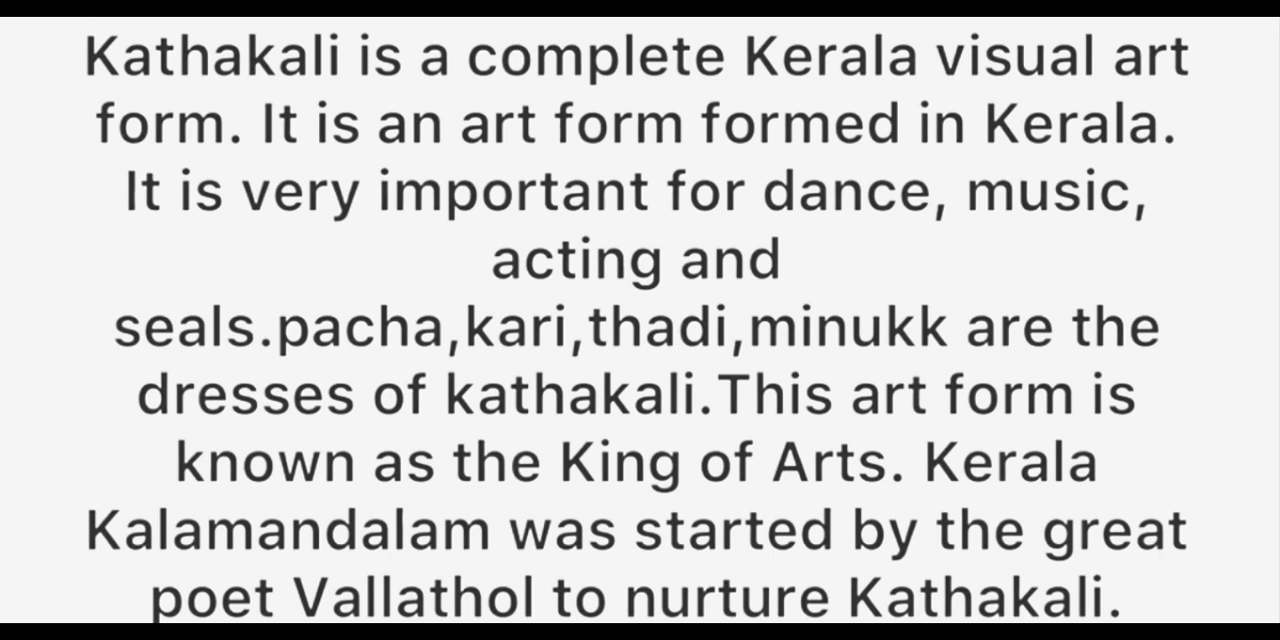 Kathakali is a complete Kerala visual art
form. It is an art form formed in Kerala.
It is very important for dance, music,
acting and
seals.pacha,kari,thadi,minukk are the
dresses of kathakali.This art form is
known as the King of Arts. Kerala
Kalamandalam was started by the great
poet Vallathol to nurture Kathakali.